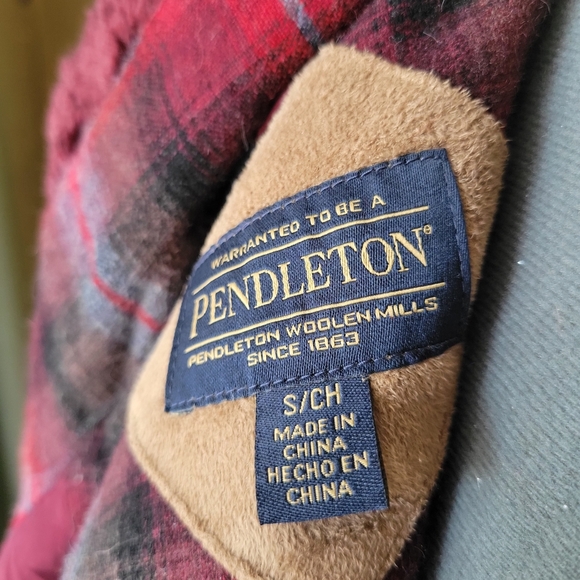 WARRANTED TO BE A
PENDLETON®
PENDLETON WOOLEN MILLS
SINCE 1863
S/CH
MADE IN
CHINA
HECHO EN
CHINA